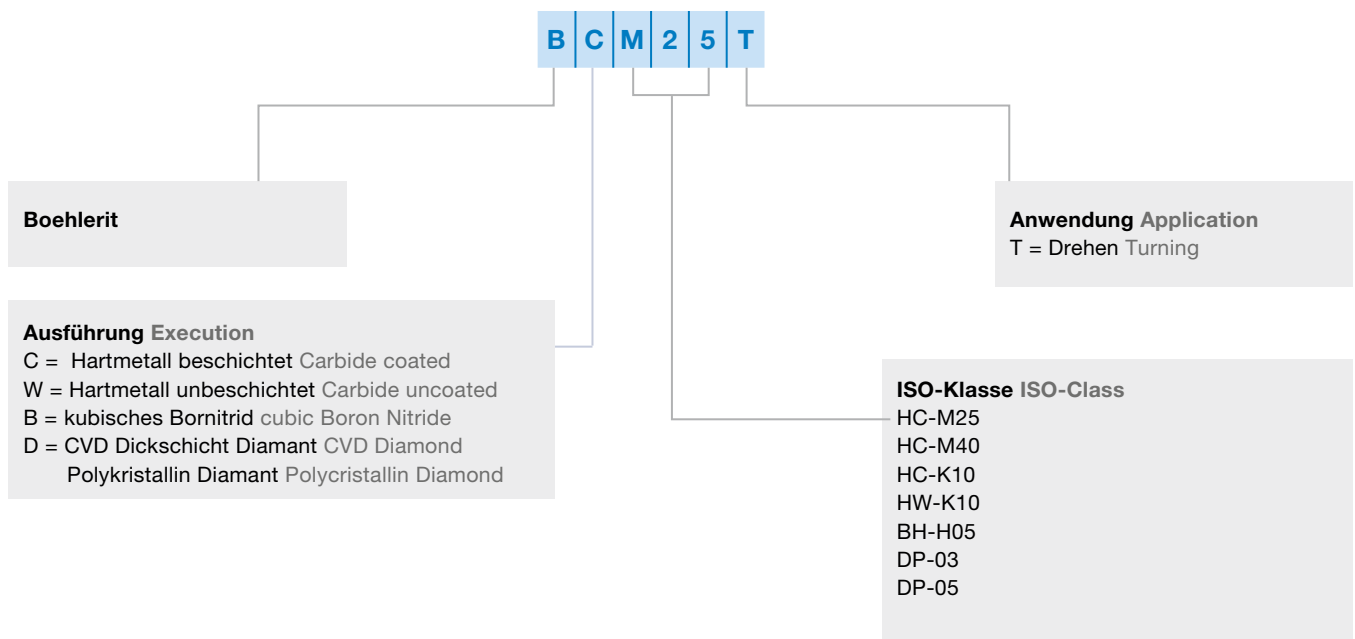 B C M 2 5 T
Boehlerit
Ausführung Execution
C = Hartmetall beschichtet Carbide coated
W = Hartmetall unbeschichtet Carbide uncoated
B = kubisches Bornitrid cubic Boron Nitride
D = CVD Dickschicht Diamant CVD Diamond
Polykristallin Diamant Polycristallin Diamond
Anwendung Application
T = Drehen Turning
ISO-Klasse ISO-Class
HC-M25
HC-M40
HC-K10
HW-K10
BH-H05
DP-03
DP-05